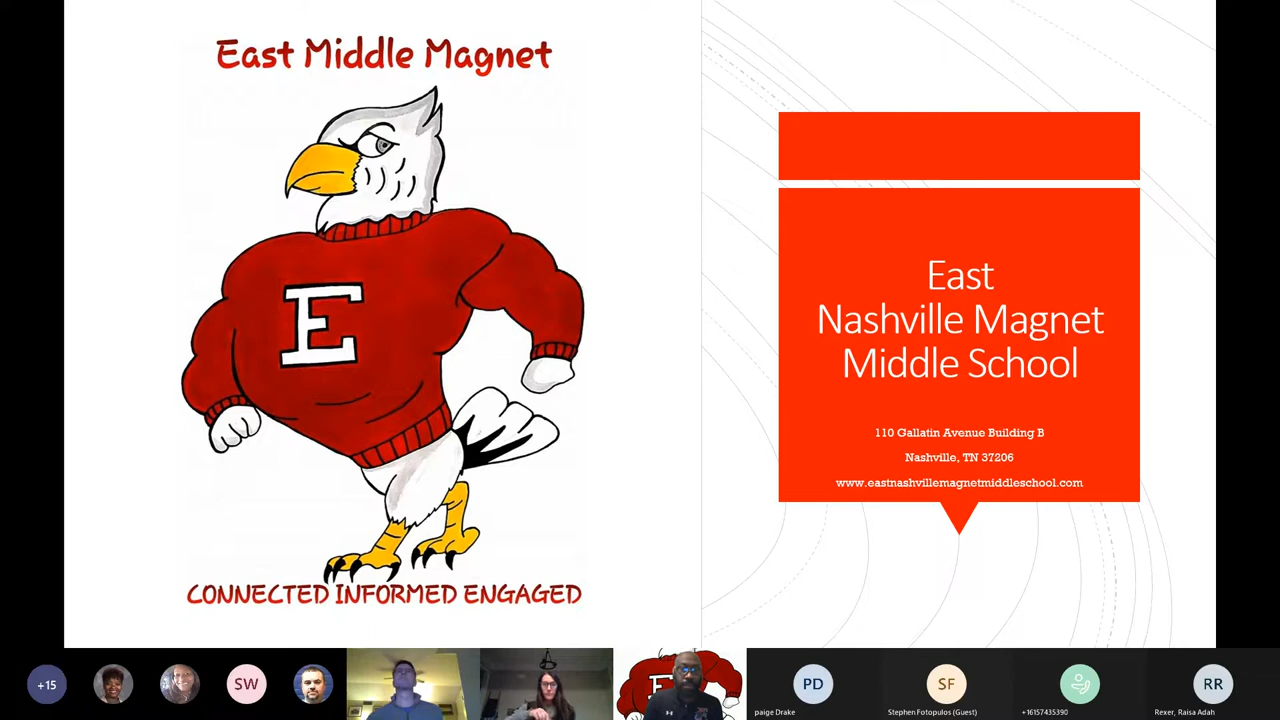 East Middle Magnet
E
CONNECTED INFORMED ENGAGED
East
Nashville Magnet
Middle School
110 Gallatin Avenue Building B
Nashville, TN 37206
www.eastnashvillemagnetmiddleschool.com
+15
SW
E
PD
paige Drake
SF
Stephen Fotopulos (Guest)
+16157435390
RR
Rexer, Raisa Adah